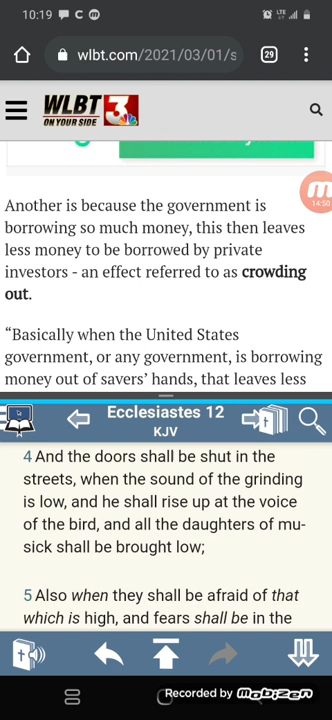 10:19
LTE
wlbt.com/2021/03/01/s
29
WLBT 3
ON YOUR SIDE
14:50
Another is because the government is
borrowing so much money, this then leaves
less money to be borrowed by private
investors - an effect referred to as crowding
out.
“Basically when the United States
government, or any government, is borrowing
money out of savers’ hands, that leaves less
Ecclesiastes 12
KJV
4 And the doors shall be shut in the
streets, when the sound of the grinding
is low, and he shall rise up at the voice
of the bird, and all the daughters of mu-
sick shall be brought low;
5 Also when they shall be afraid of that
which is high, and fears shall be in the
Recorded by mobizen